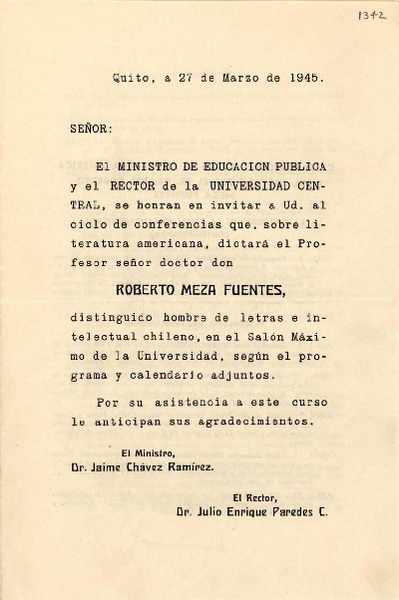 1342
Quito, a 27 de Marzo de 1945.
SEÑOR:
El MINISTRO DE EDUCACION PUBLICA
y el RECTOR de la UNIVERSIDAD CEN-
TRAL, se honran en invitar a Ud. al
ciclo de conferencias que, sobre li-
teratura americana, dictará el Pro-
fesor señor doctor don
ROBERTO MEZA FUENTES,
distinguido hombre de letras e in-
telectual chileno, en el Salón Máxi-
mo de la Universidad, según el pro-
grama y calendario adjuntos.
Por su asistencia a este curso
le anticipan sus agradecimientos.
El Ministro,
Dr. Jaime Chávez Ramírez.
El Rector,
Dr. Julio Enrique Paredes C.